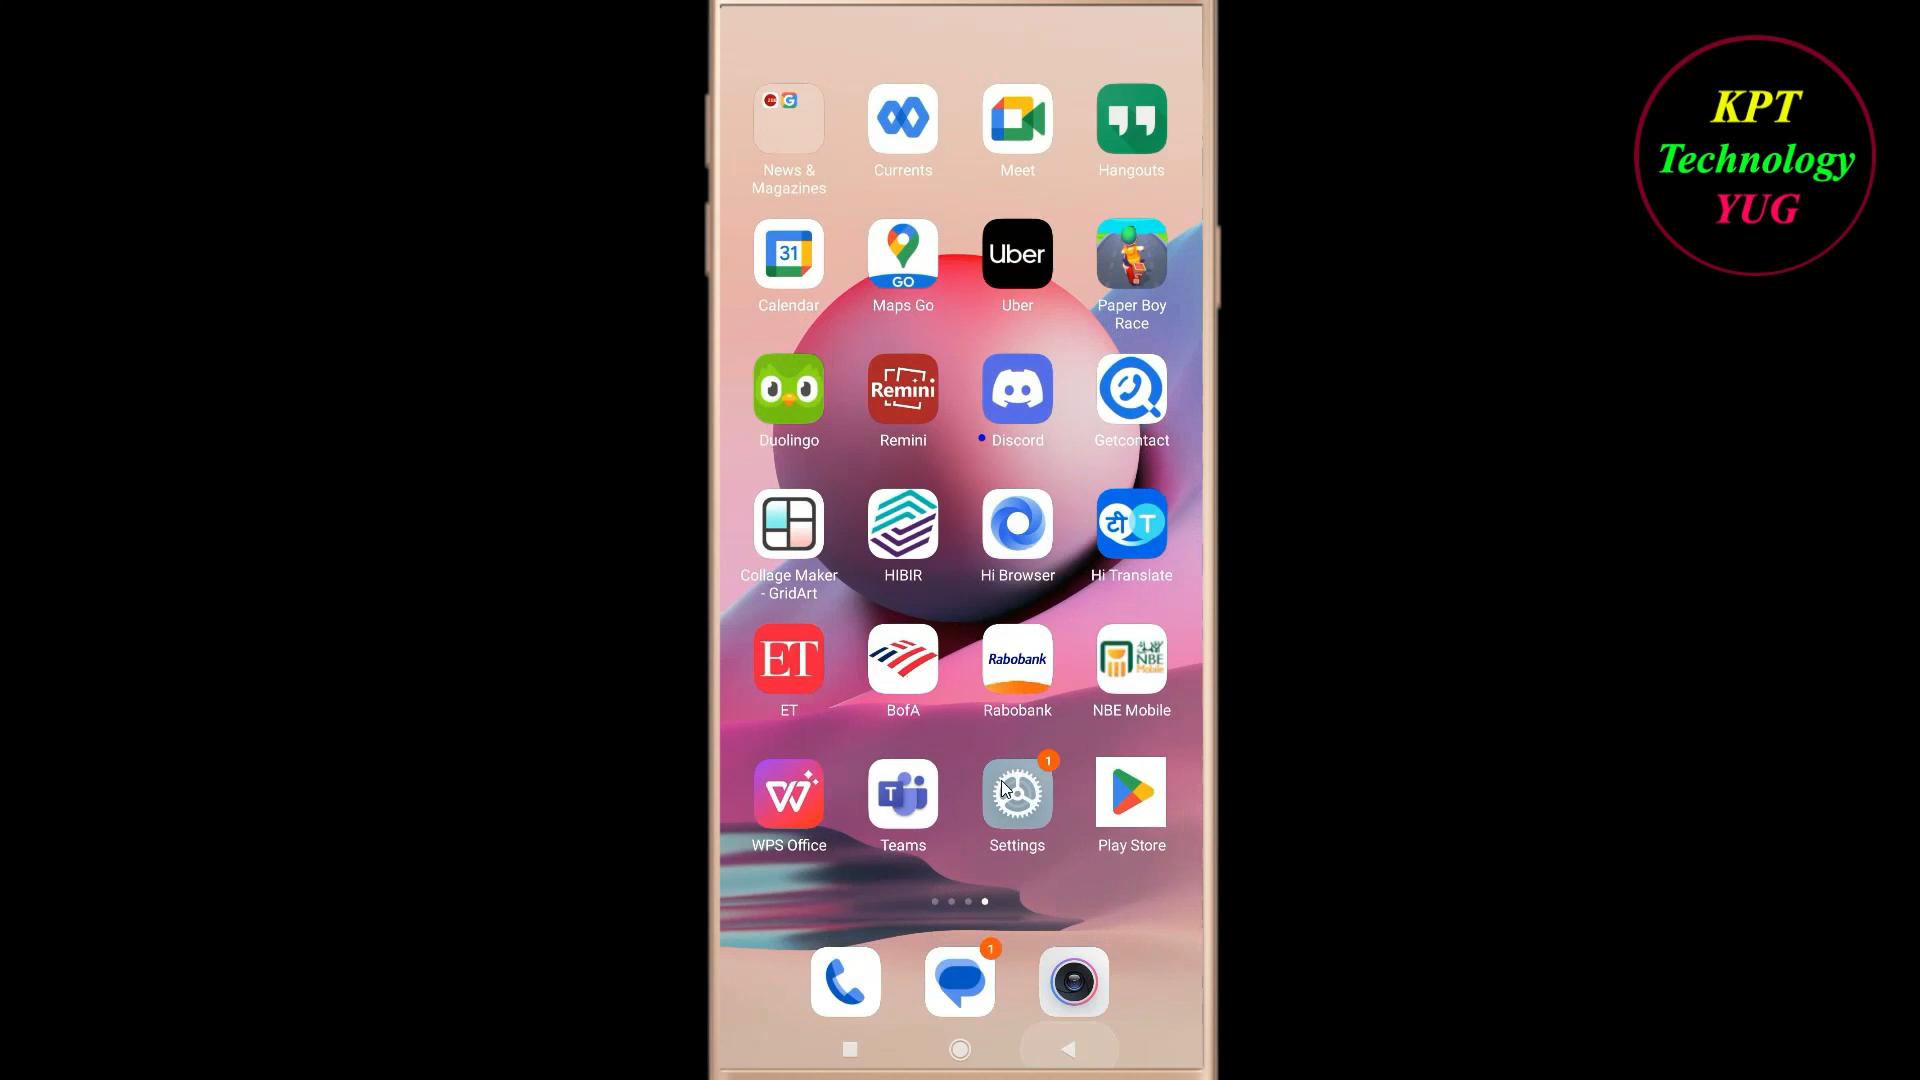 KPT
Technology
YUG
News &
Magazines
Currents
Meet
Hangouts
31
GO
Uber
Calendar
Maps Go
Uber
Paper Boy
Race
Remini
Duolingo
Remini
Discord
Getcontact
टी T
Collage Maker
- GridArt
HIBIR
Hi Browser
Hi Translate
ET
Rabobank
NBE
Mobile
ET
BofA
Rabobank
NBE Mobile
1
T
WPS Office
Teams
Settings
Play Store
1